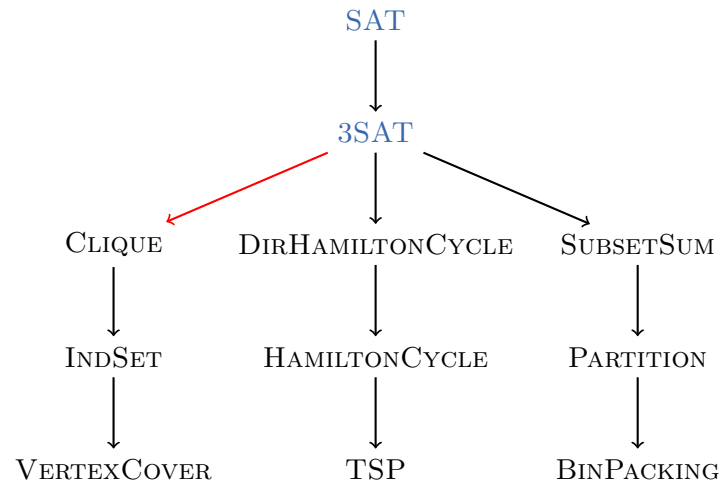 SAT
3SAT
CLIQUE DIRHAMILTONCYCLE SUBSETSUM
INDSET HAMILTONCYCLE PARTITION
VERTEXCOVER TSP BINPACKING